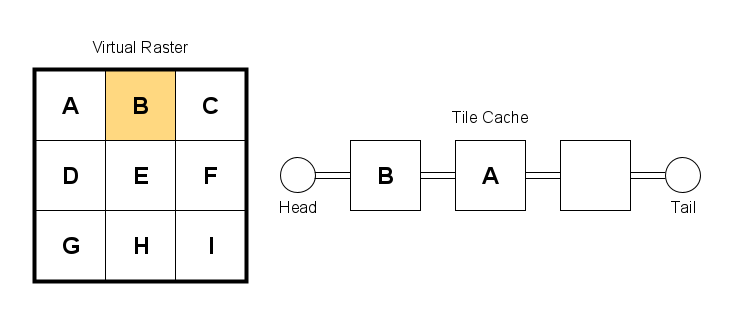 Virtual Raster
A B C
D E F
G H I
Tile Cache
B A
Head
Tail